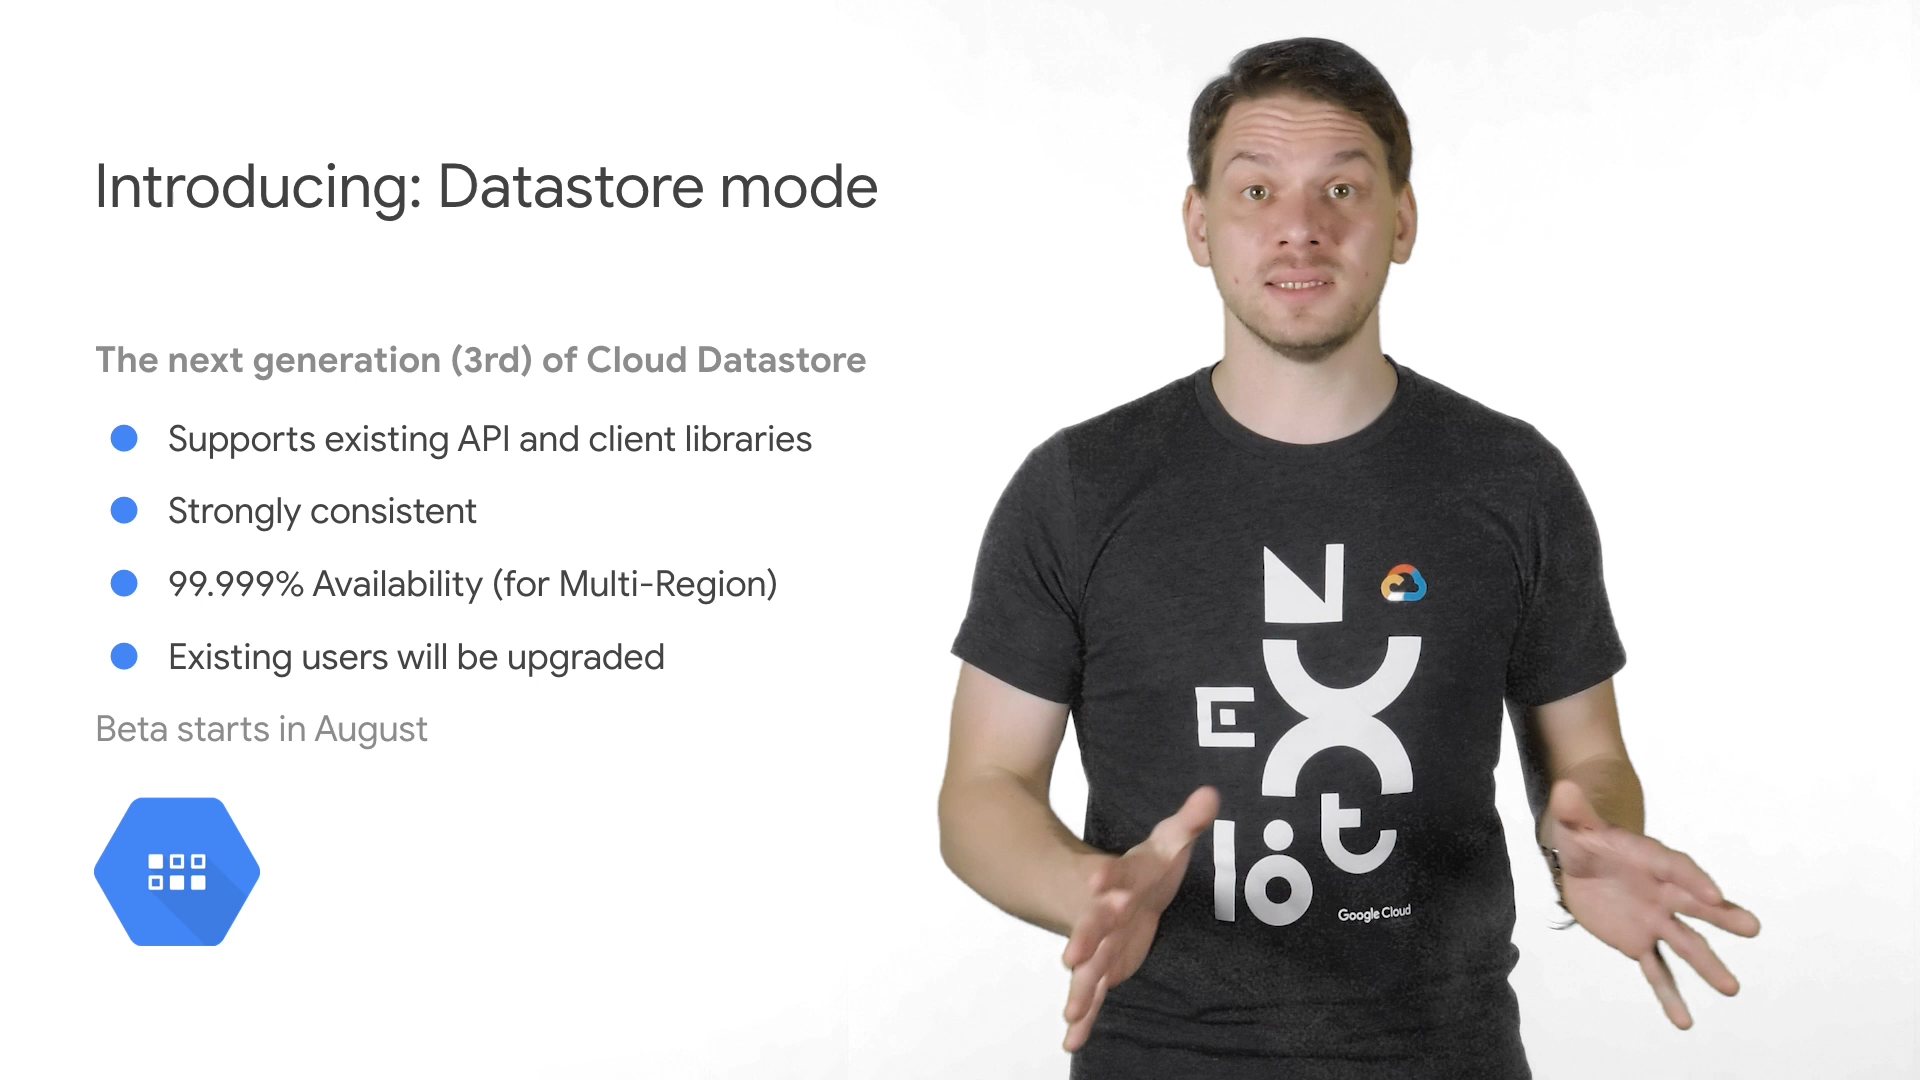 Introducing: Datastore mode
The next generation (3rd) of Cloud Datastore
Supports existing API and client libraries
Strongly consistent
99.999% Availability (for Multi-Region)
Existing users will be upgraded
Beta starts in August
NEXT
Google Cloud